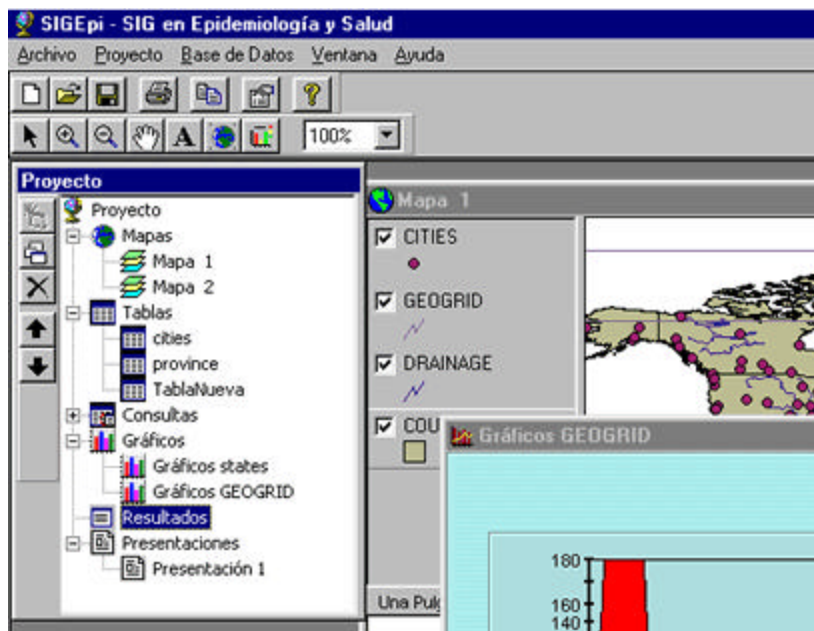 SIGEpi - SIG en Epidemiología y Salud
Archivo Proyecto Base de Datos Ventana Ayuda
A 100%
Proyecto
Proyecto
Mapas
Mapa 1
Mapa 2
Tablas
cities
province
TablaNueva
Consultas
Gráficos
Gráficos states
Gráficos GEOGRID
Resultados
Presentaciones
Presentación 1
Mapa 1
CITIES
GEOGRID
DRAINAGE
COU
Una Pulg
Gráficos GEOGRID
180
160
140